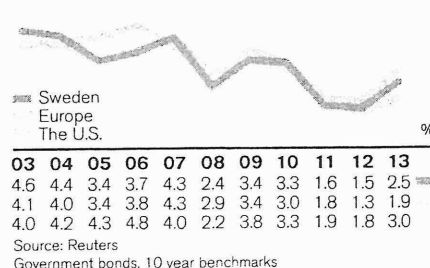 Sweden
Europe
The U.S.
%
03 04 05 06 07 08 09 10 11 12 13
4.6 4.4 3.4 3.7 4.3 2.4 3.4 3.3 1.6 1.5 2.5
4.1 4.0 3.4 3.8 4.3 2.9 3.4 3.0 1.8 1.3 1.9
4.0 4.2 4.3 4.8 4.0 2.2 3.8 3.3 1.9 1.8 3.0
Source: Reuters
Government bonds, 10 year benchmarks